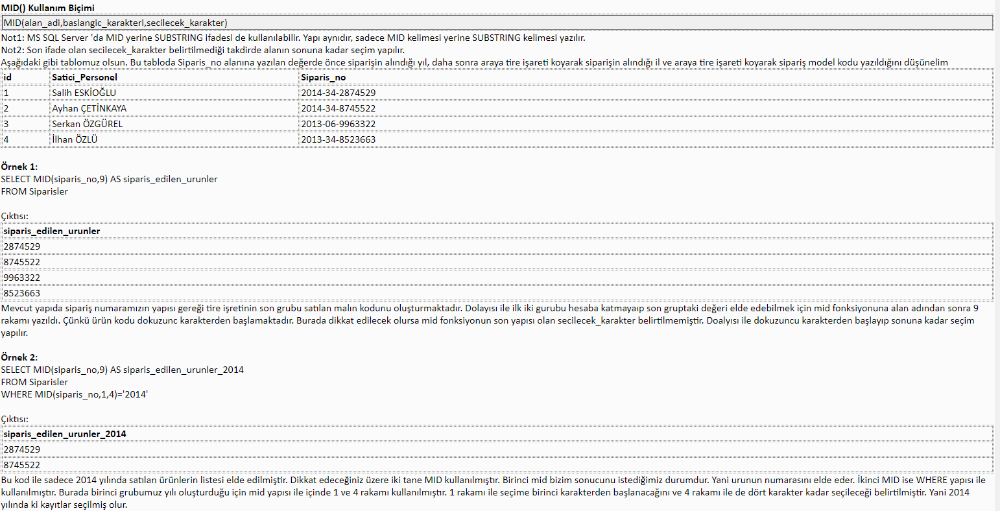 MID() Kullanım Biçimi
MID(alan_adi,baslangic_karakteri,secilecek_karakter)
Not1: MS SQL Server 'da MID yerine SUBSTRING ifadesi de kullanılabilir. Yapı aynıdır, sadece MID kelimesi yerine SUBSTRING kelimesi yazılır.
Not2: Son ifade olan secilecek_karakter belirtilmediği takdirde alanın sonuna kadar seçim yapılır.
Aşağıdaki gibi tablomuz olsun. Bu tabloda Siparis_no alanına yazılan değerde önce siparişin alındığı yıl, daha sonra araya tire işareti koyarak siparişin alındığı il ve araya tire işareti koyarak sipariş model kodu yazıldığını düşünelim
id Satici_Personel Siparis_no
1 Salih ESKİOĞLU 2014-34-2874529
2 Ayhan ÇETİNKAYA 2014-34-8745522
3 Serkan ÖZGÜREL 2013-06-9963322
4 İlhan ÖZLÜ 2013-34-8523663
Örnek 1:
SELECT MID(siparis_no,9) AS siparis_edilen_urunler
FROM Siparisler
Çıktısı:
siparis_edilen_urunler
2874529
8745522
9963322
8523663
Mevcut yapıda sipariş numaramızın yapısı gereği tire işretinin son grubu satılan malın kodunu oluşturmaktadır. Dolayısı ile ilk iki gurubu hesaba katmayaıp son gruptaki değeri elde edebilmek için mid fonksiyonuna alan adından sonra 9
rakamı yazıldı. Çünkü ürün kodu dokuzunc karakterden başlamaktadır. Burada dikkat edilecek olursa mid fonksiyonun son yapısı olan secilecek_karakter belirtilmemiştir. Doalyısı ile dokuzuncu karakterden başlayıp sonuna kadar seçim
yapılır.
Örnek 2:
SELECT MID(siparis_no,9) AS siparis_edilen_urunler_2014
FROM Siparisler
WHERE MID(siparis_no,1,4)='2014'
Çıktısı:
siparis_edilen_urunler_2014
2874529
8745522
Bu kod ile sadece 2014 yılında satılan ürünlerin listesi elde edilmiştir. Dikkat edeceğiniz üzere iki tane MID kullanılmıştır. Birinci mid bizim sonucunu istediğimiz durumdur. Yani urunun numarasını elde eder. İkinci MID ise WHERE yapısı ile
kullanılmıştır. Burada birinci grubumuz yılı oluşturduğu için mid yapısı ile içinde 1 ve 4 rakamı kullanılmıştır. 1 rakamı ile seçime birinci karakterden başlanacağını ve 4 rakamı ile de dört karakter kadar seçileceği belirtilmiştir. Yani 2014
yılında ki kayıtlar seçilmiş olur.